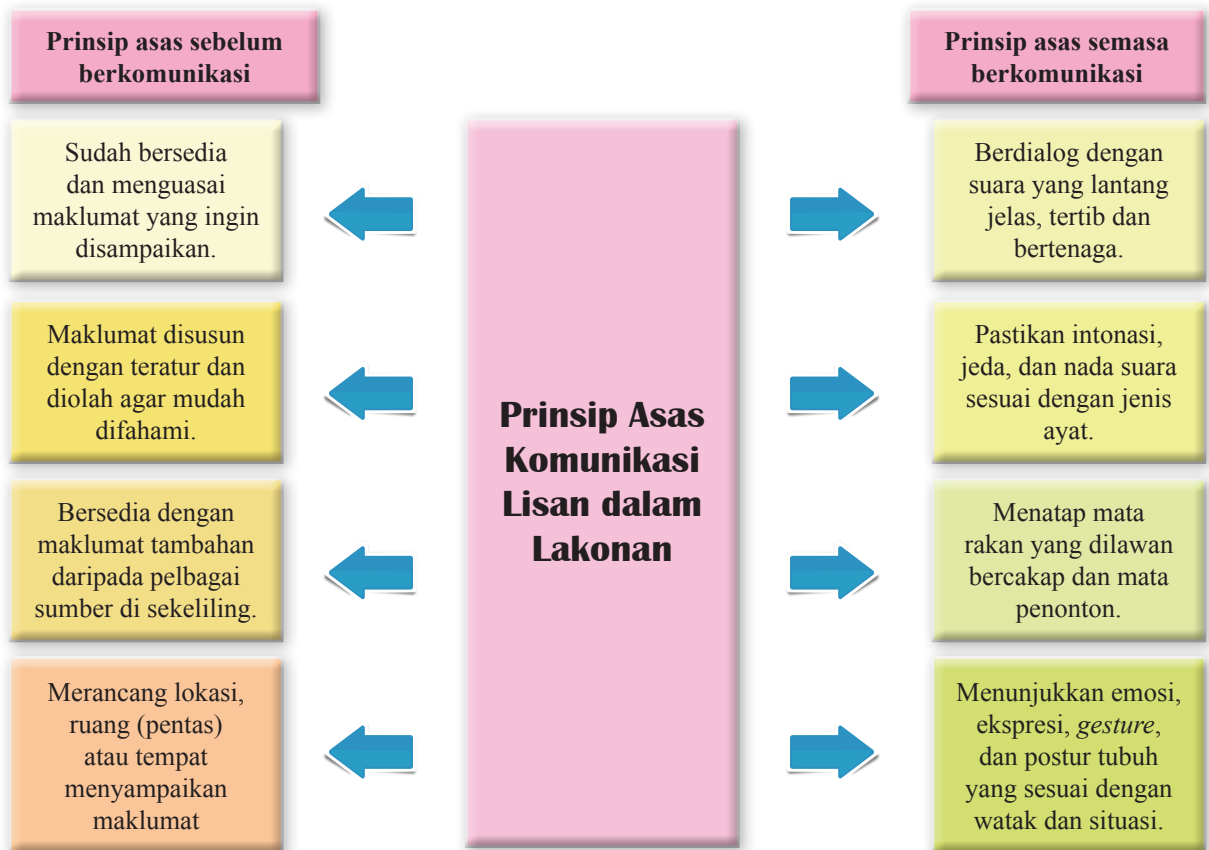 Prinsip asas sebelum
berkomunikasi
Sudah bersedia
dan menguasai
maklumat yang ingin
disampaikan.
Maklumat disusun
dengan teratur dan
diolah agar mudah
difahami.
Bersedia dengan
maklumat tambahan
daripada pelbagai
sumber di sekeliling.
Merancang lokasi,
ruang (pentas)
atau tempat
menyampaikan
maklumat
Prinsip Asas
Komunikasi
Lisan dalam
Lakonan
Prinsip asas semasa
berkomunikasi
Berdialog dengan
suara yang lantang
jelas, tertib dan
bertenaga.
Pastikan intonasi,
jeda, dan nada suara
sesuai dengan jenis
ayat.
Menatap mata
rakan yang dilawan
bercakap dan mata
penonton.
Menunjukkan emosi,
ekspresi, gesture,
dan postur tubuh
yang sesuai dengan
watak dan situasi.